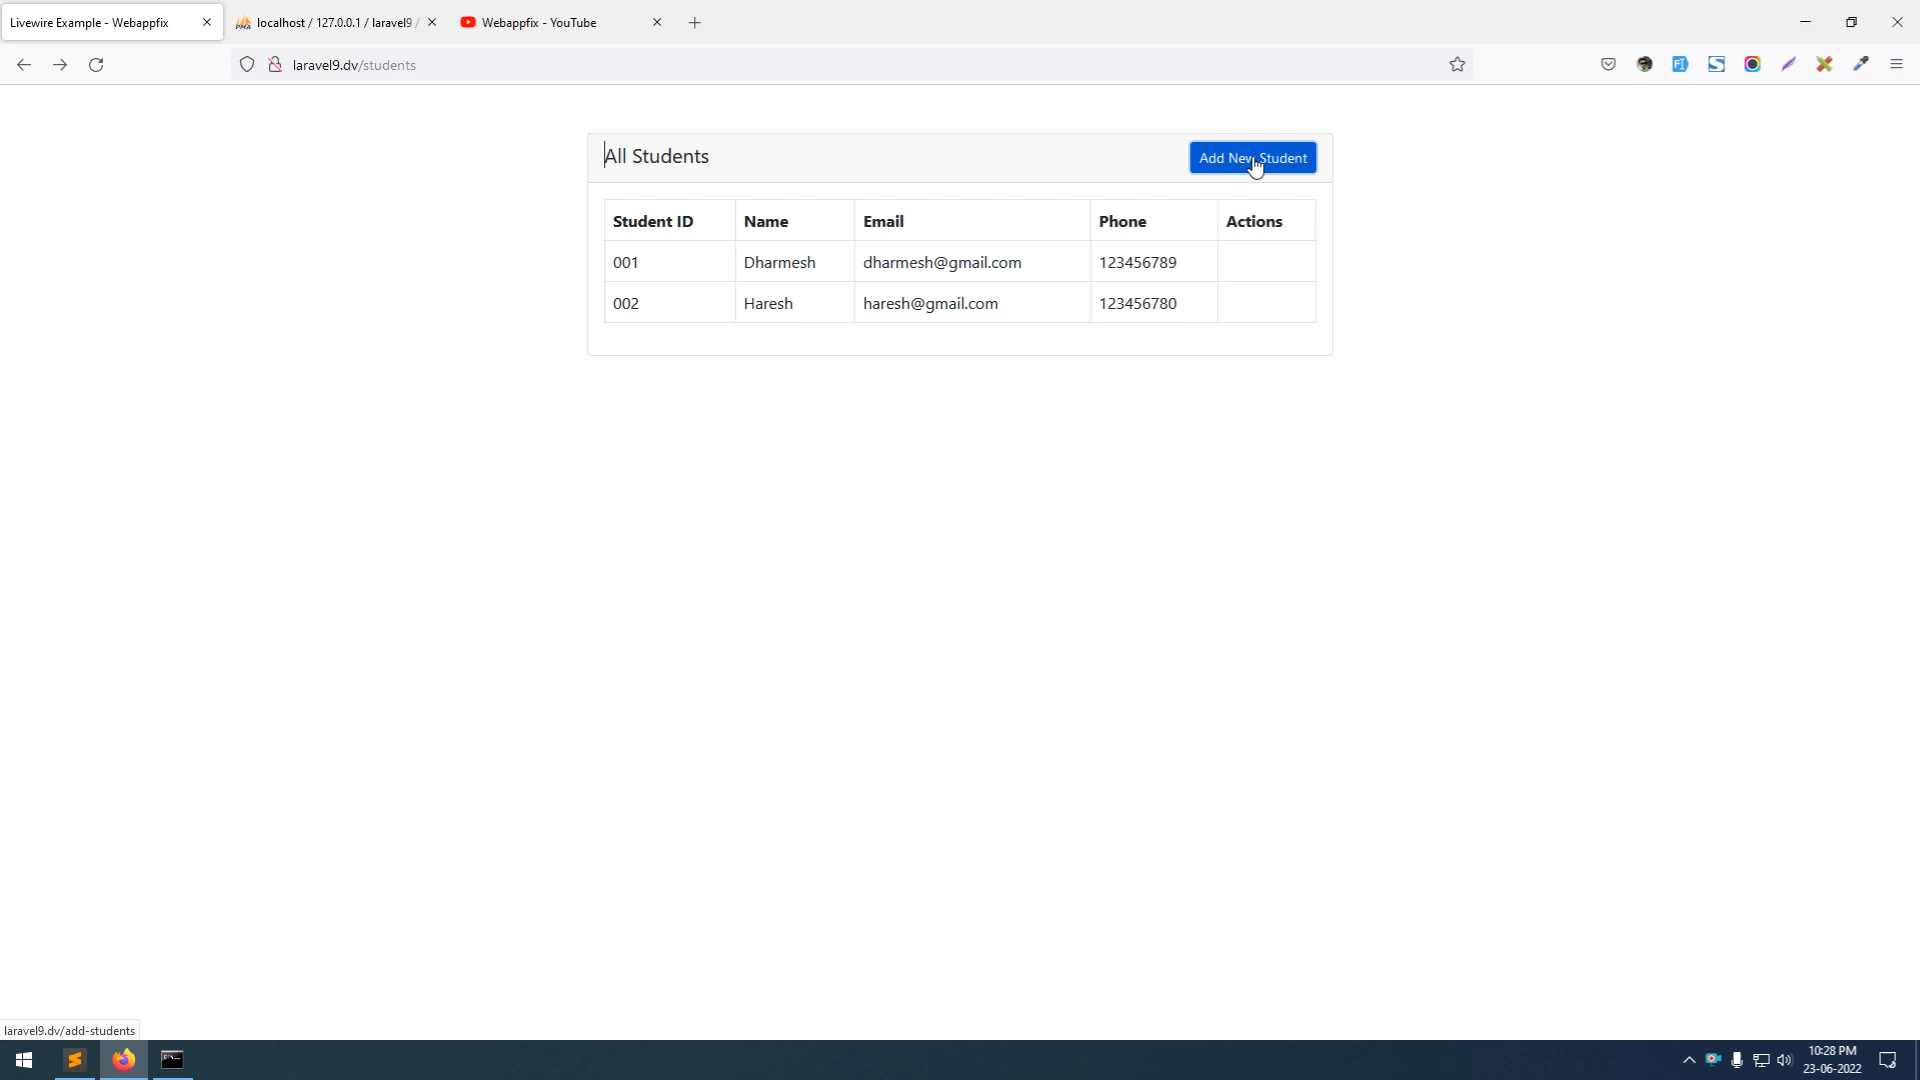 Livewire Example - Webappfix
localhost / 127.0.0.1 / laravel9 /
Webappfix - YouTube
laravel9.dv/students
All Students
Add New Student
Student ID Name Email Phone Actions
001 Dharmesh dharmesh@gmail.com 123456789
002 Haresh haresh@gmail.com 123456780
laravel9.dv/add-students
10:28 PM
23-06-2022